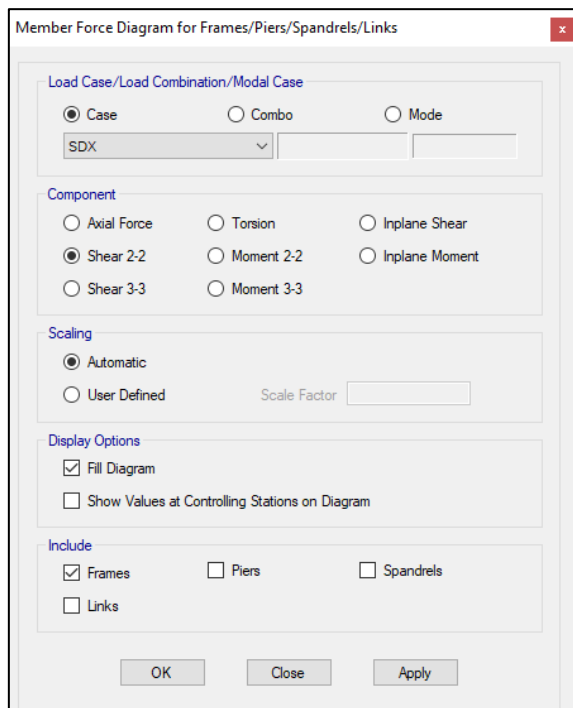 Member Force Diagram for Frames/Piers/Spandrels/Links
x
Load Case/Load Combination/Modal Case
Case Combo Mode
SDX
Component
Axial Force Torsion Inplane Shear
Shear 2-2 Moment 2-2 Inplane Moment
Shear 3-3 Moment 3-3
Scaling
Automatic
User Defined Scale Factor
Display Options
Fill Diagram
Show Values at Controlling Stations on Diagram
Include
Frames Piers Spandrels
Links
OK Close Apply